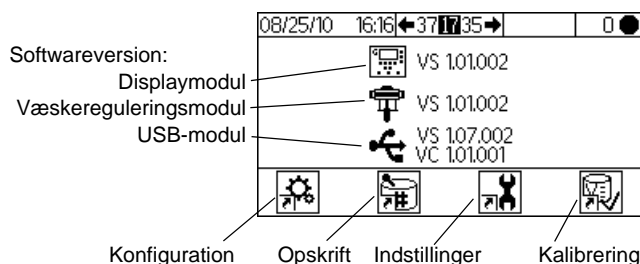 08/25/10 16:16 ←37 17 35→ 0
Softwareversion:
Displaymodul VS 1.01.002
Væskereguleringsmodul VS 1.01.002
USB-modul VS 1.07.002
VC 1.01.001
Konfiguration Opskrift Indstillinger Kalibrering